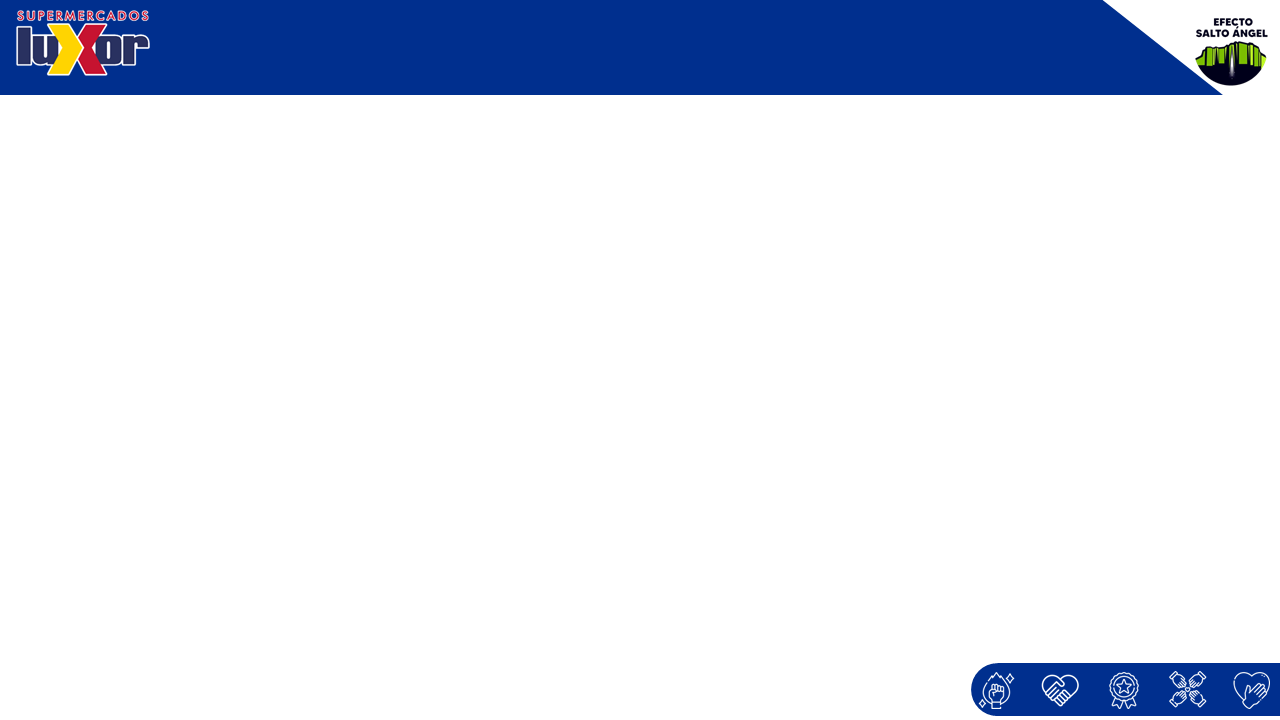 SUPERMERCADOS
luXor
EFECTO
SALTO ÁNGEL